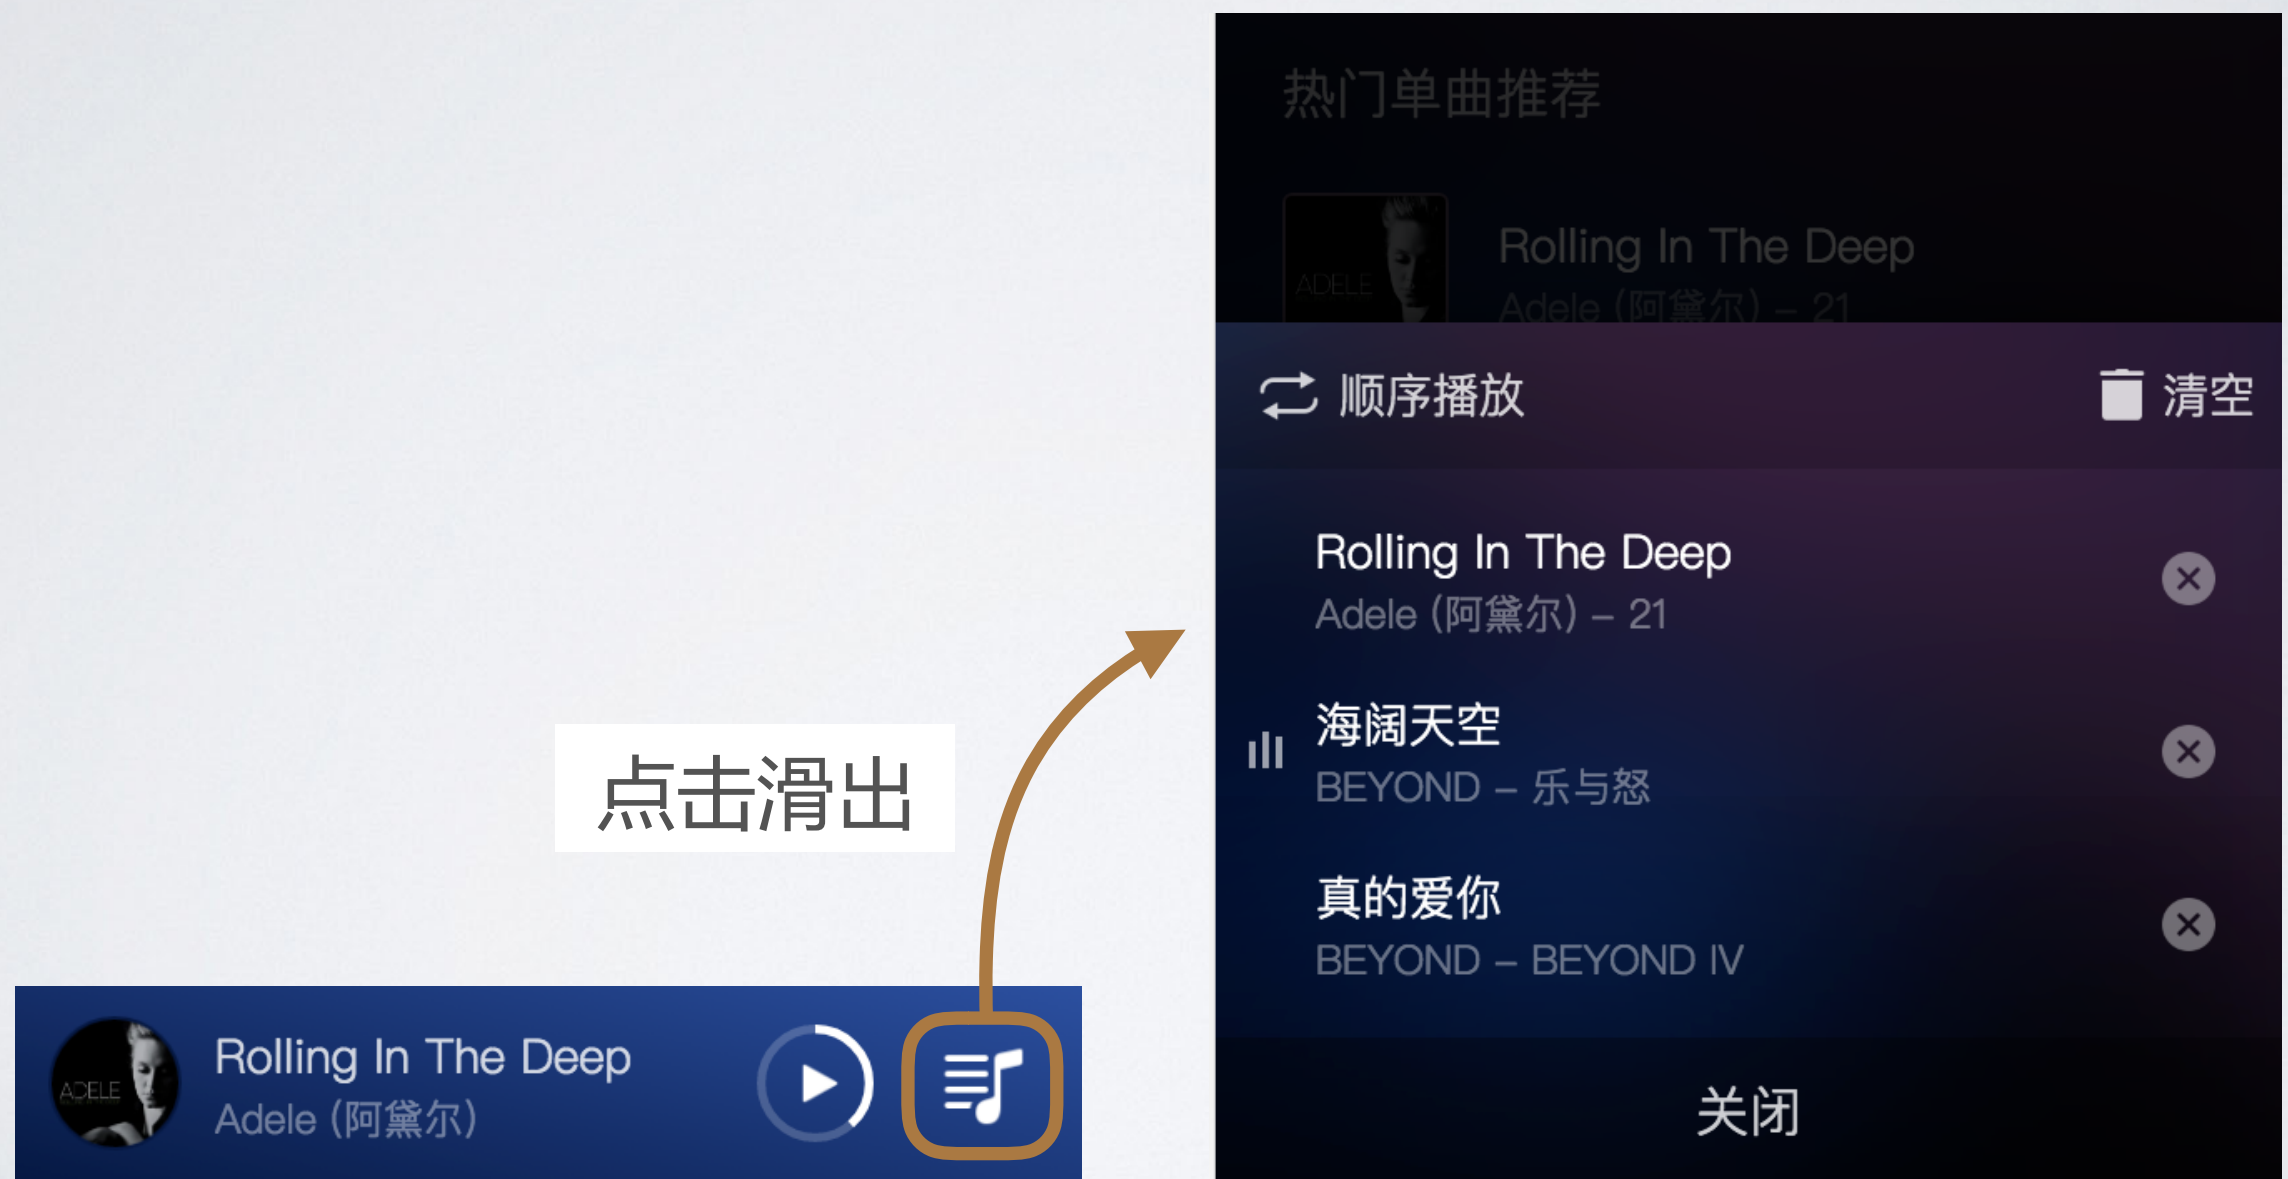 热门单曲推荐
ADELE
Rolling In The Deep
Adele (阿黛尔) – 21
顺序播放
清空
Rolling In The Deep
Adele (阿黛尔) – 21
海阔天空
BEYOND – 乐与怒
真的爱你
BEYOND – BEYOND IV
关闭
点击滑出
ADELE
Rolling In The Deep
Adele (阿黛尔)